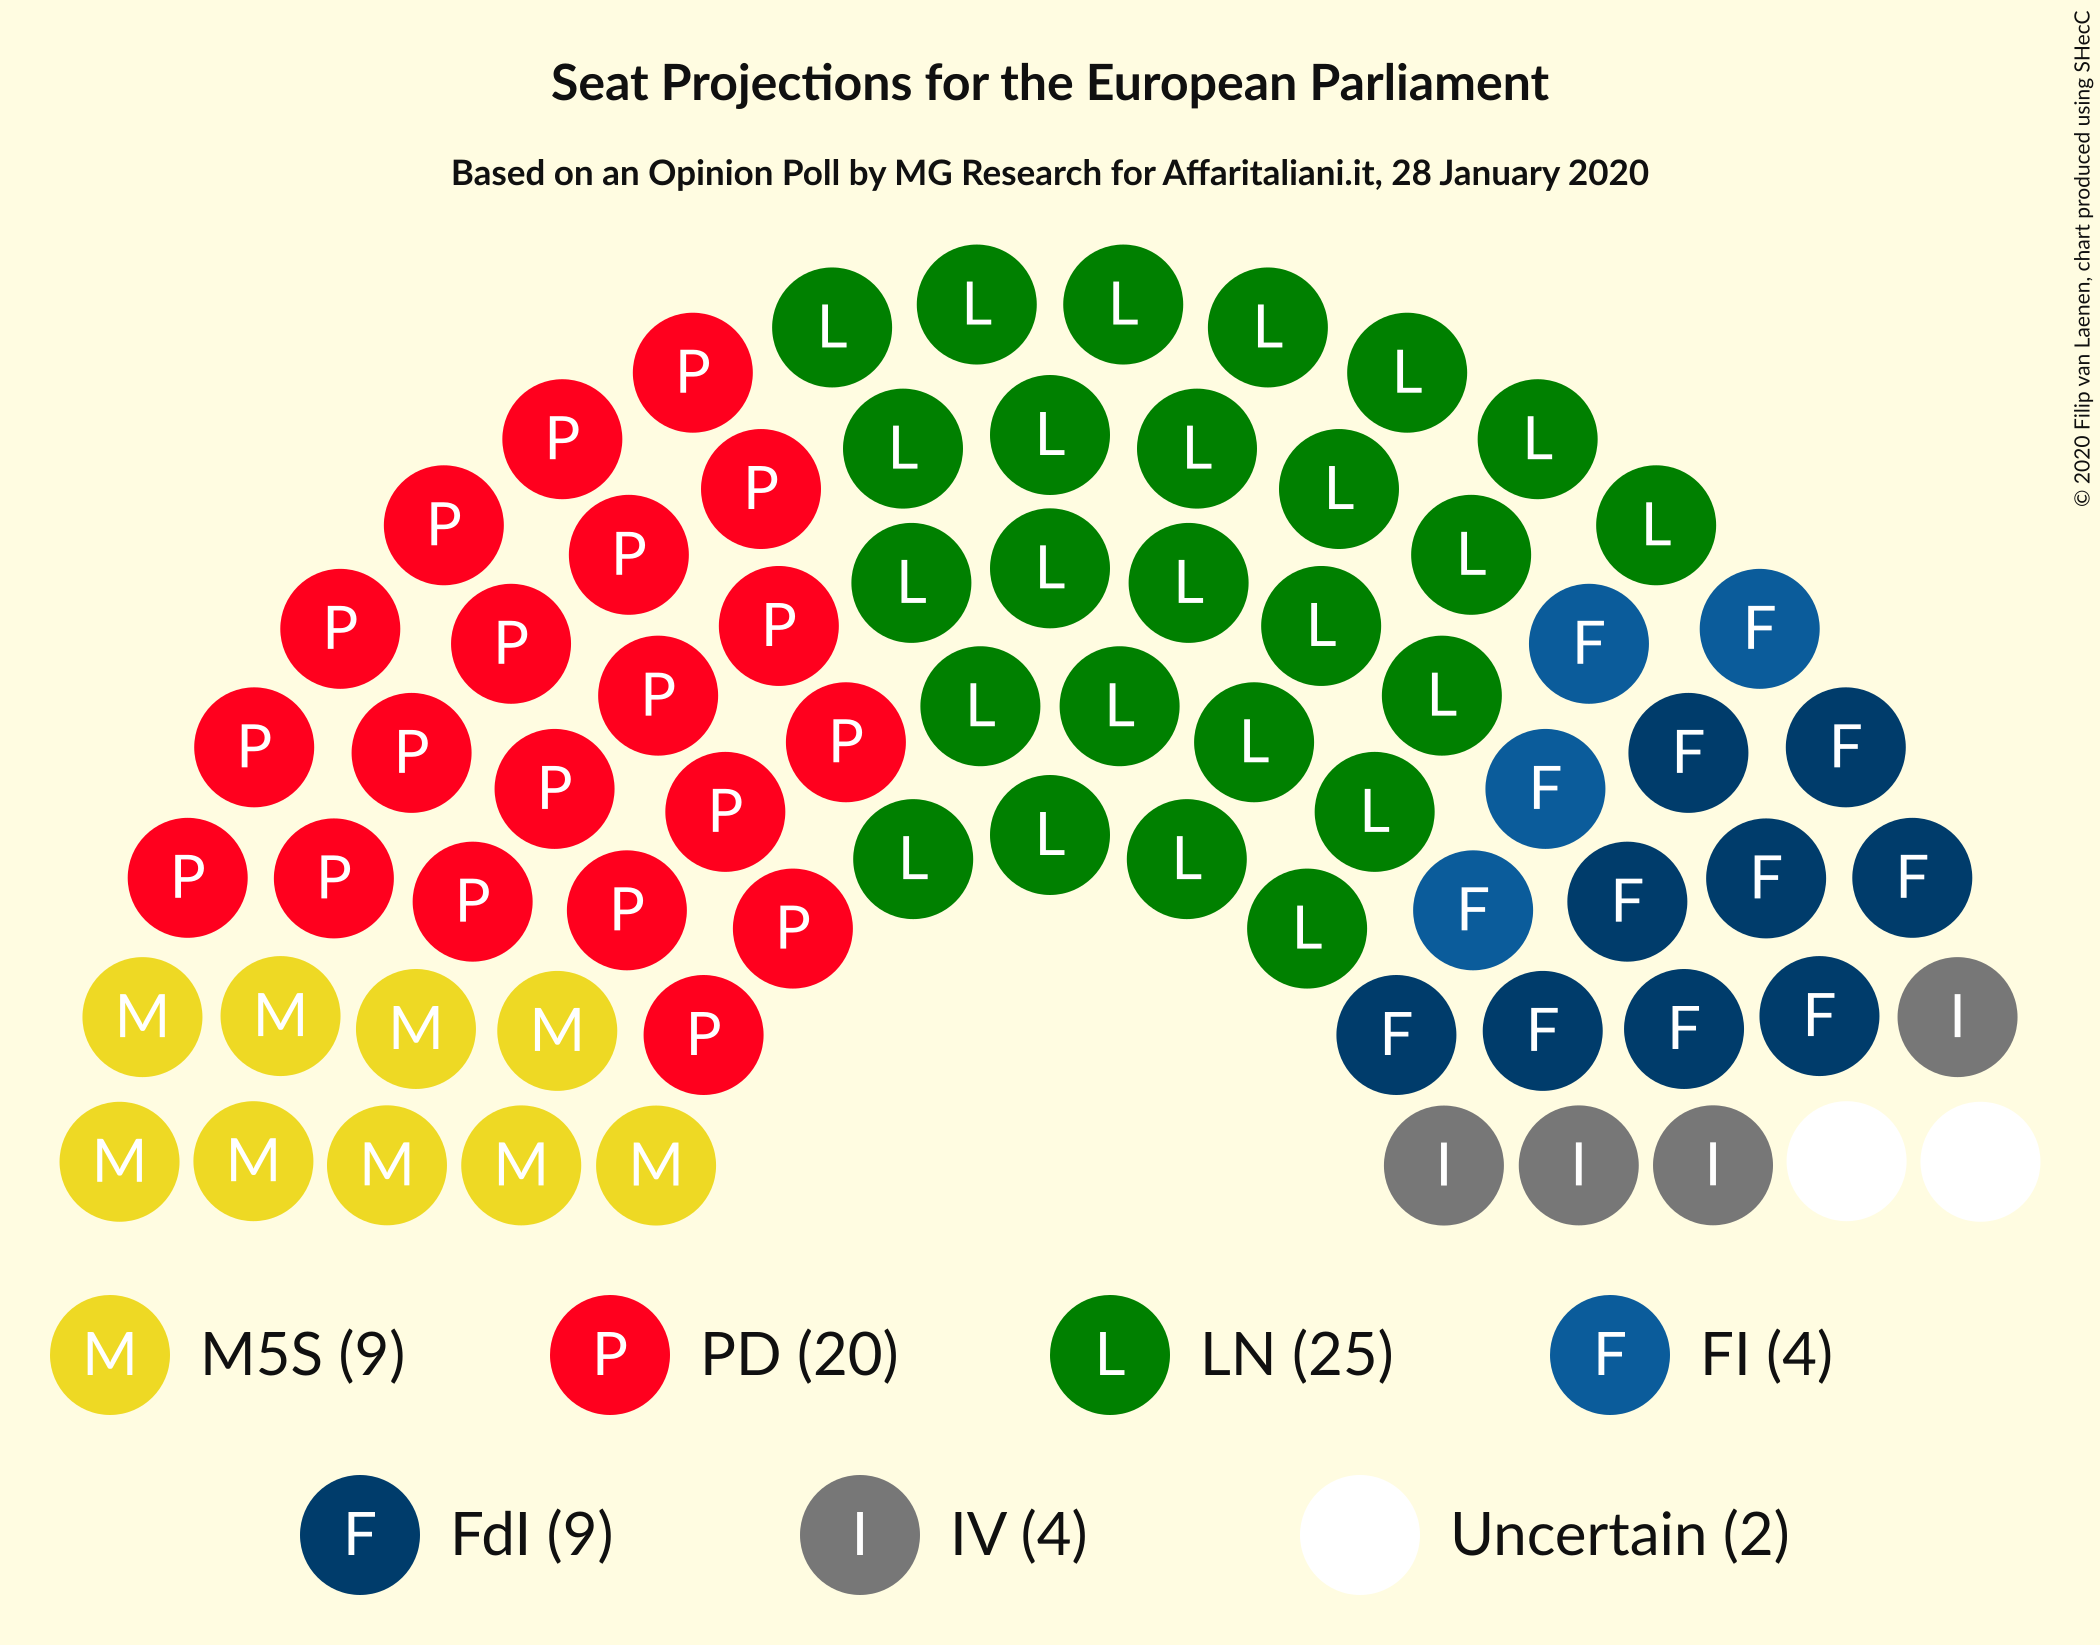 Seat Projections for the European Parliament
Based on an Opinion Poll by MG Research for Affaritaliani.it, 28 January 2020
© 2020 Filip van Laenen, chart produced using SHecC
L L
L L
P L
L L L
P L
L L
P L
P L
L L L
P F F
P L
P L
L L
P L
P F F
P F
P L
L
P P L L
P F F
P F
P F
P L
M M F I
M M F F
P F
M M M M M I I I
M M5S (9) P PD (20) L LN (25) F FI (4)
F FdI (9) I IV (4) Uncertain (2)